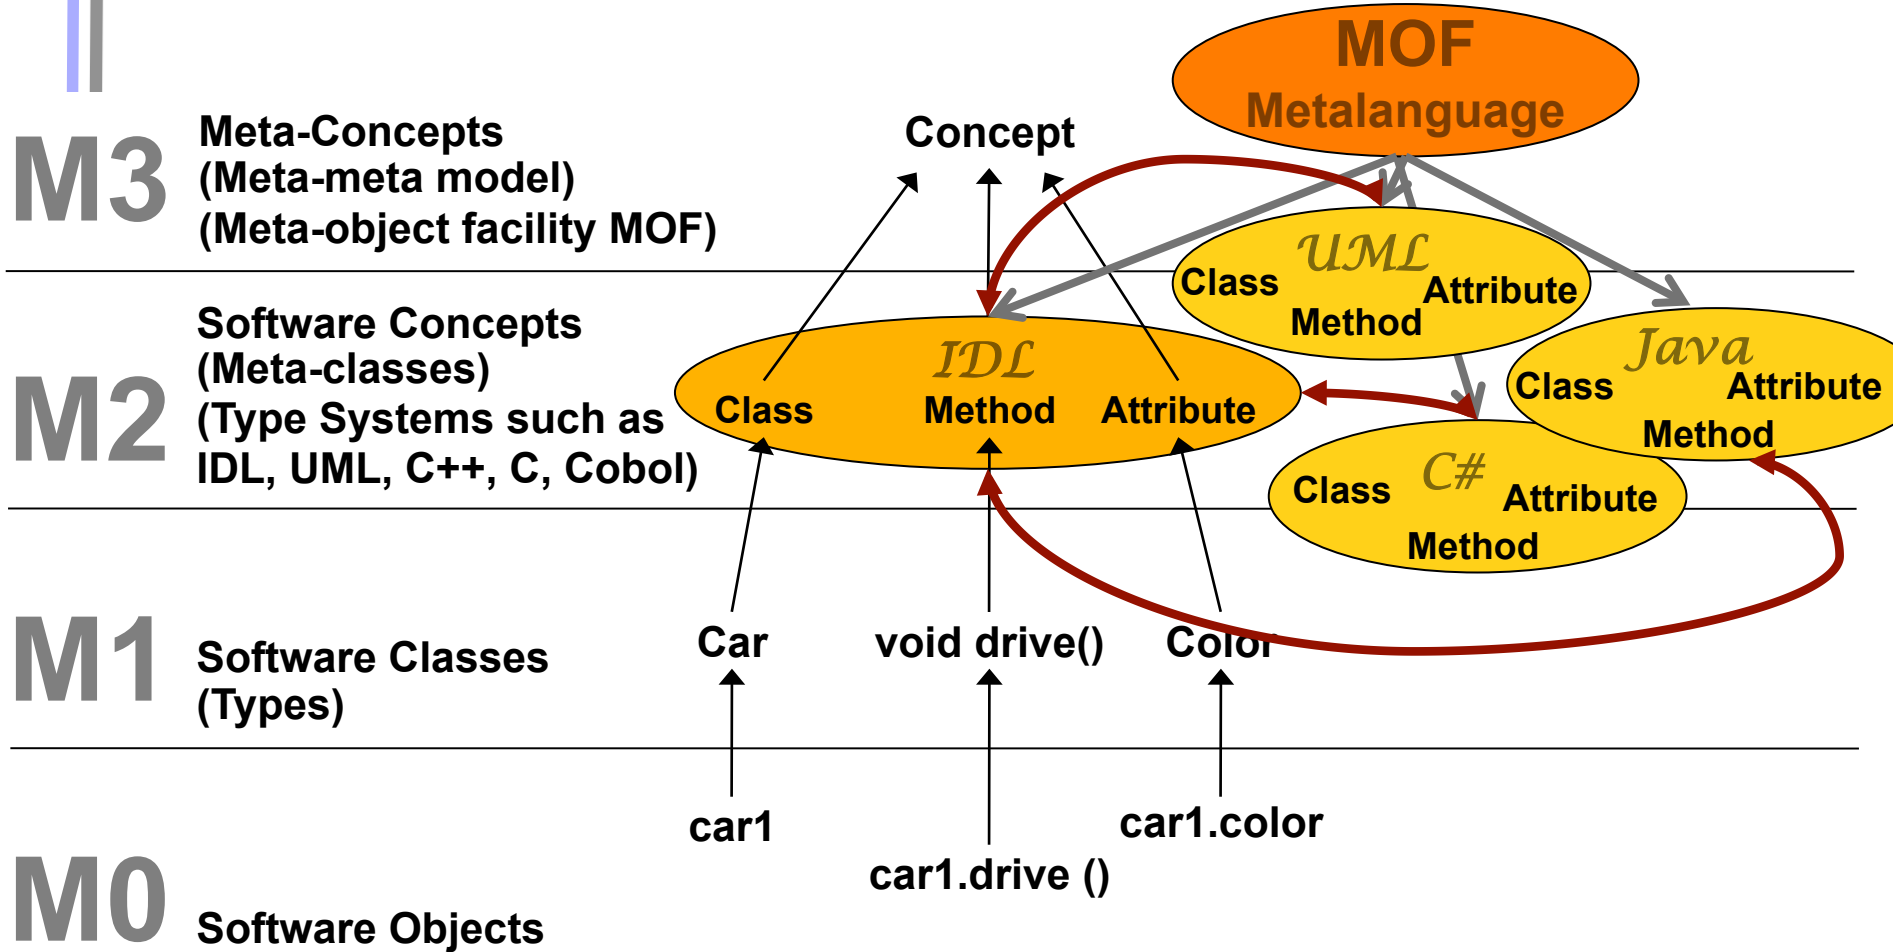 MOF
Metalanguage
M3
Meta-Concepts
(Meta-meta model)
(Meta-object facility MOF)
Concept
UML
Class
Attribute
Method
M2
Software Concepts
(Meta-classes)
(Type Systems such as
IDL, UML, C++, C, Cobol)
IDL
Class
Method
Attribute
Java
Class
Attribute
Method
C#
Class
Attribute
Method
M1
Software Classes
(Types)
Car
void drive()
Color
car1
car1.drive ()
car1.color
M0
Software Objects